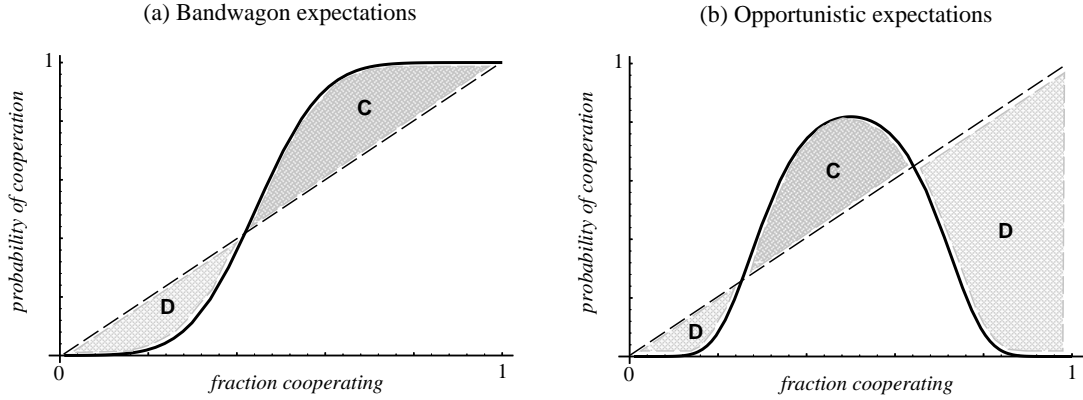 (a) Bandwagon expectations
1
probability of cooperation
C
D
0
fraction cooperating
1
(b) Opportunistic expectations
1
probability of cooperation
C
D
D
0
fraction cooperating
1